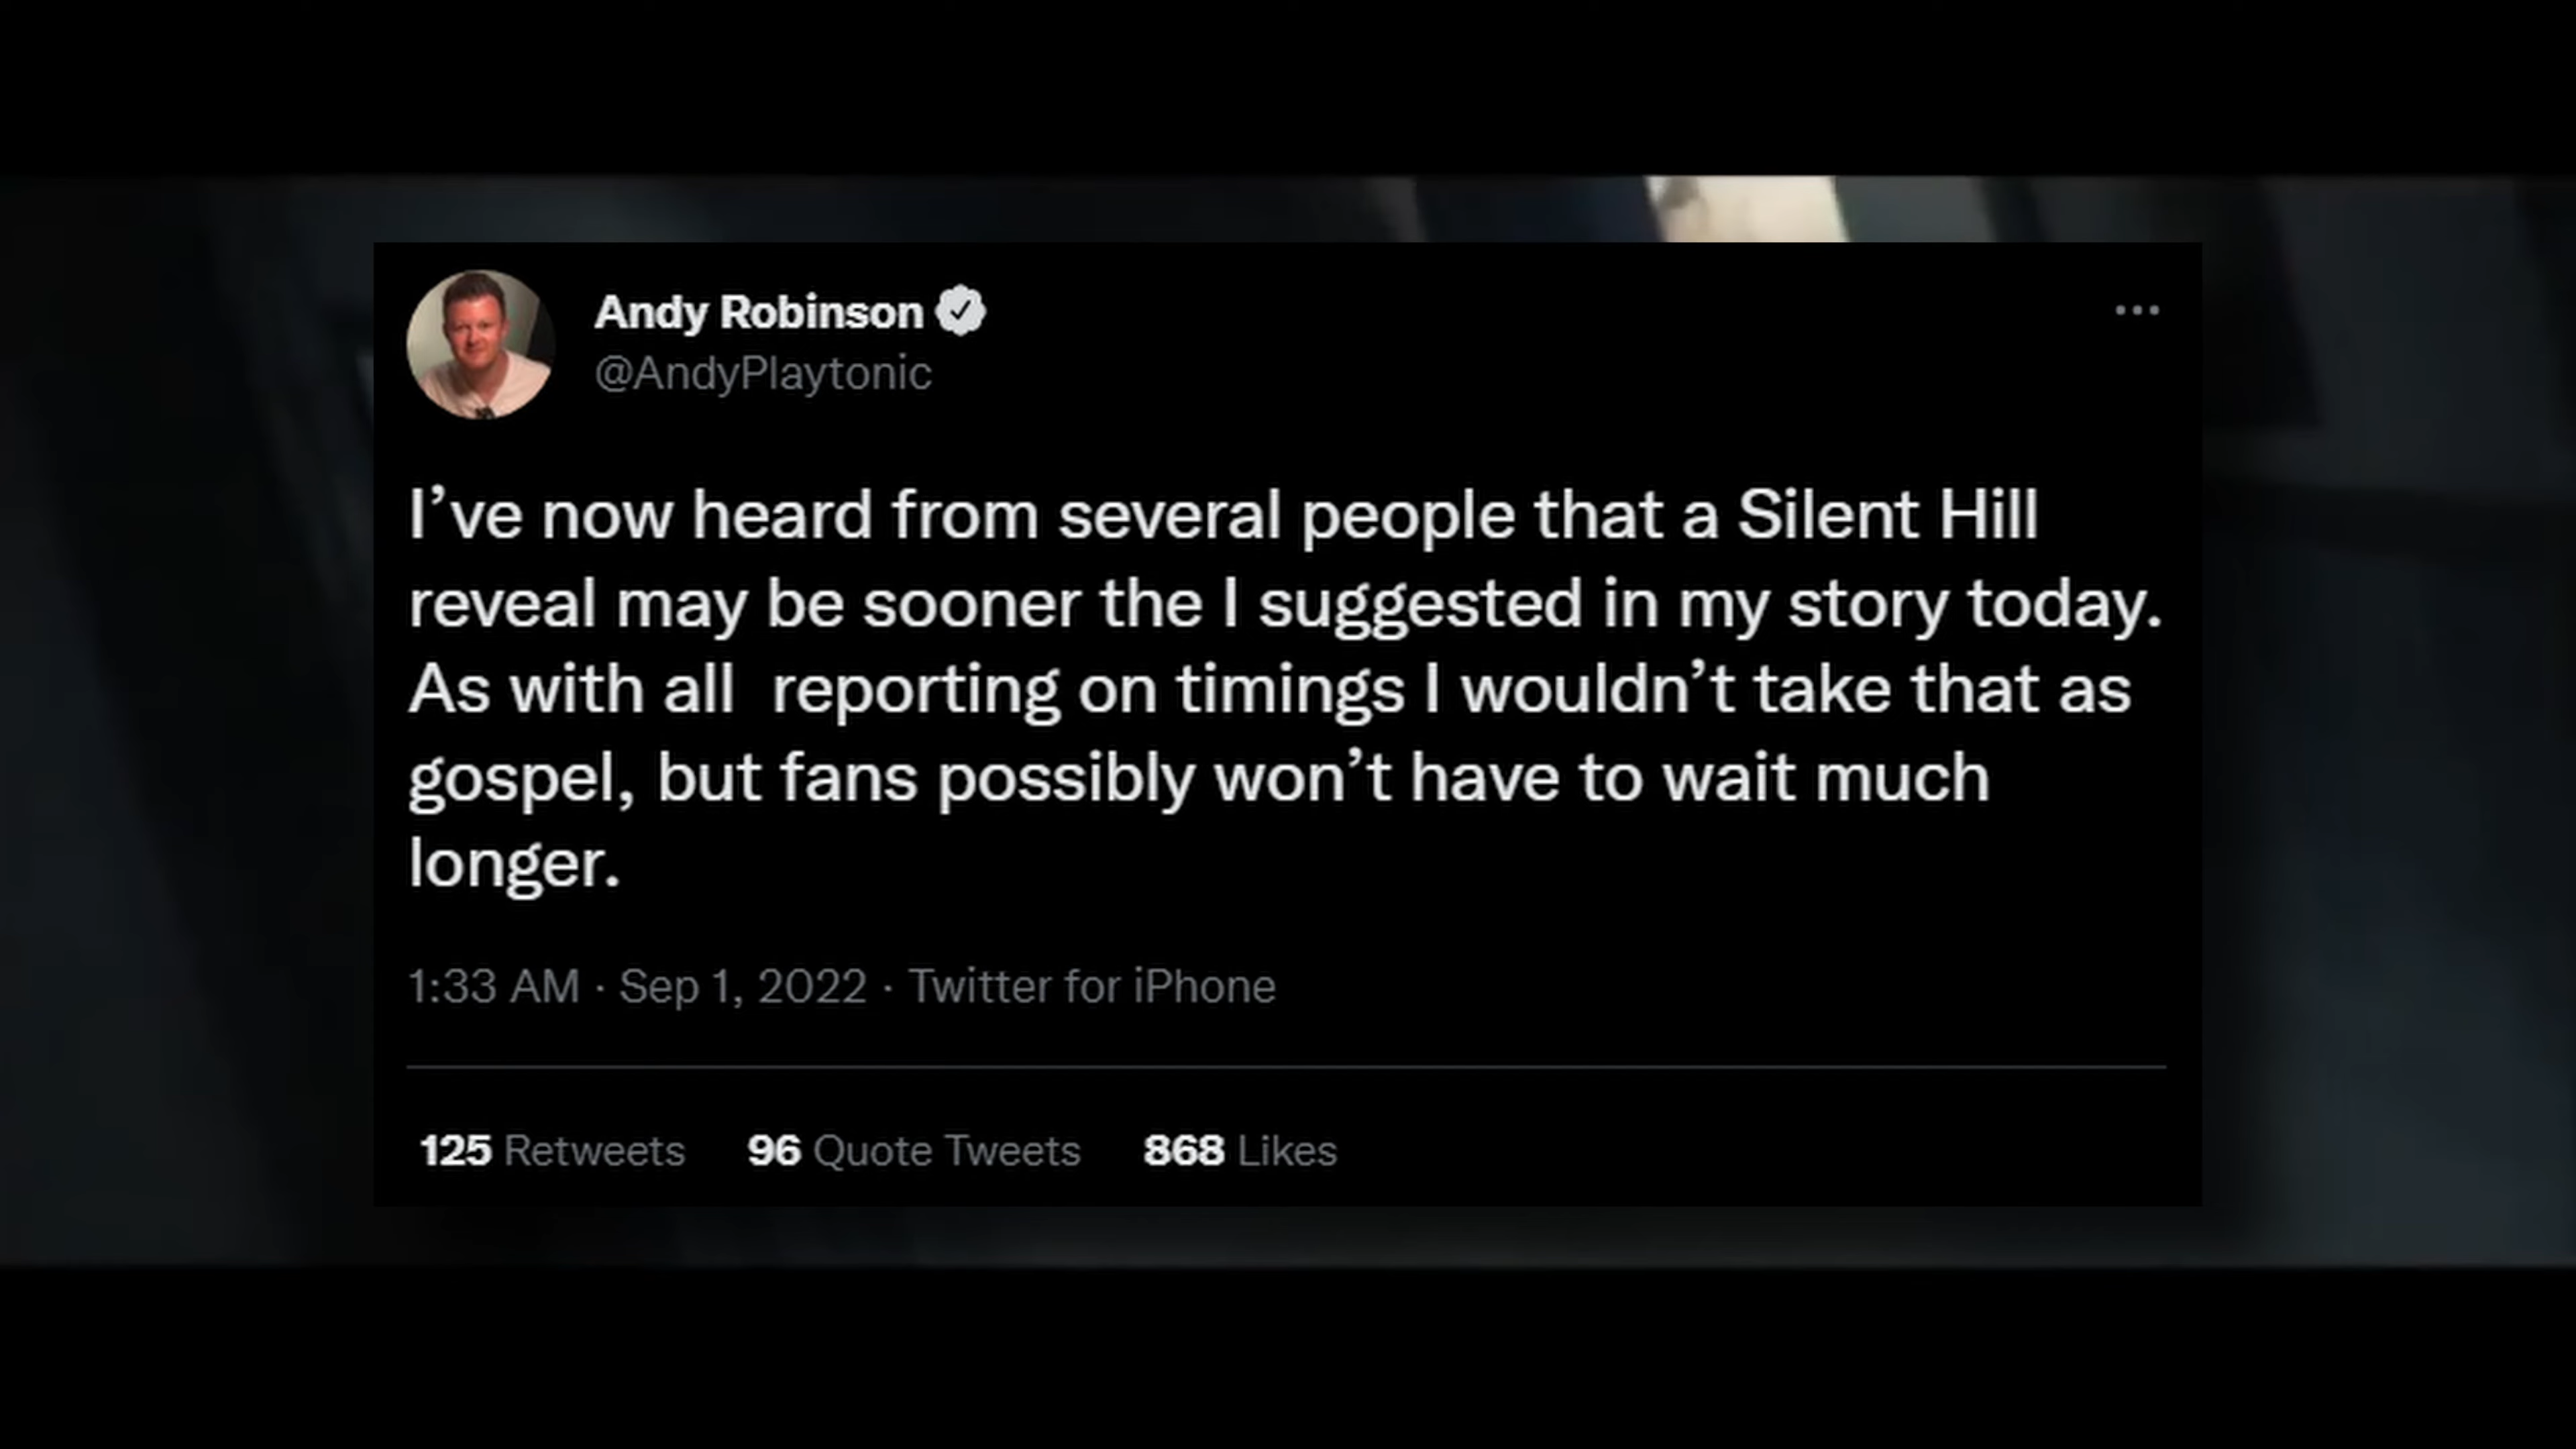 Andy Robinson
@AndyPlaytonic
I’ve now heard from several people that a Silent Hill
reveal may be sooner the I suggested in my story today.
As with all  reporting on timings I wouldn’t take that as
gospel, but fans possibly won’t have to wait much
longer.
1:33 AM · Sep 1, 2022 · Twitter for iPhone
125 Retweets 96 Quote Tweets 868 Likes